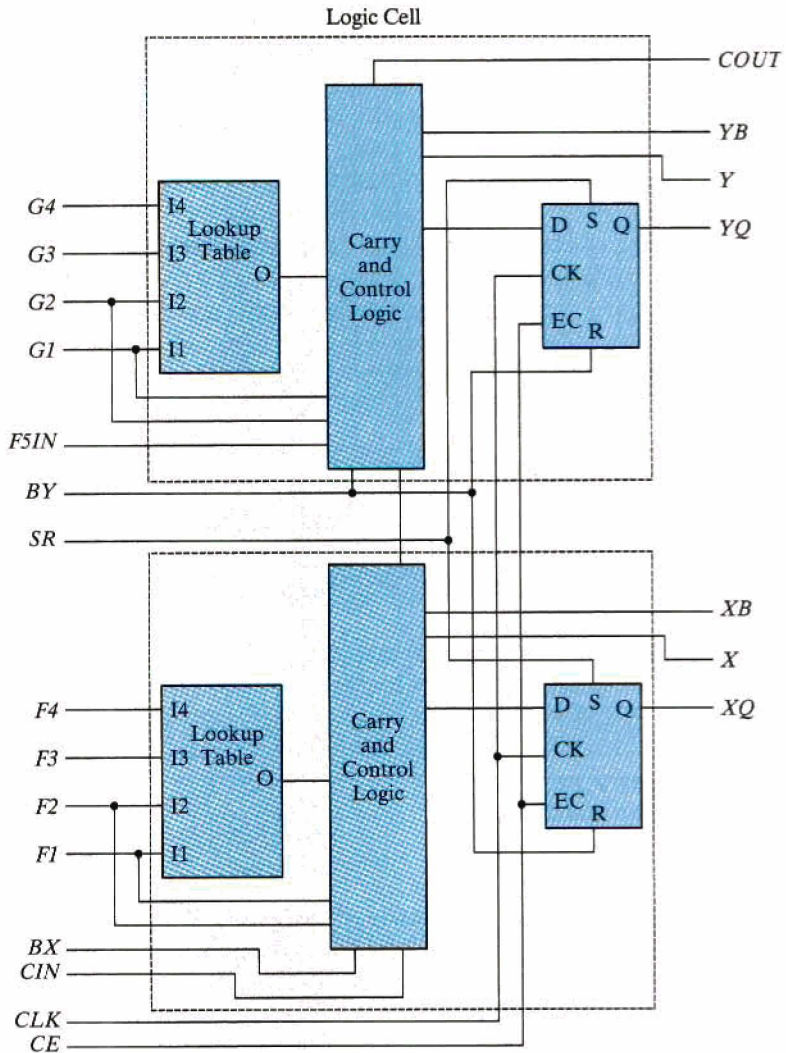 Logic Cell
COUT
YB
Y
YQ
G4
G3
G2
G1
F5IN
BY
SR
I4
I3
I2
I1
Lookup
Table
O
Carry
and
Control
Logic
D
S
Q
CK
EC
R
XB
X
XQ
F4
F3
F2
F1
BX
CIN
CLK
CE
I4
I3
I2
I1
Lookup
Table
O
Carry
and
Control
Logic
D
S
Q
CK
EC
R